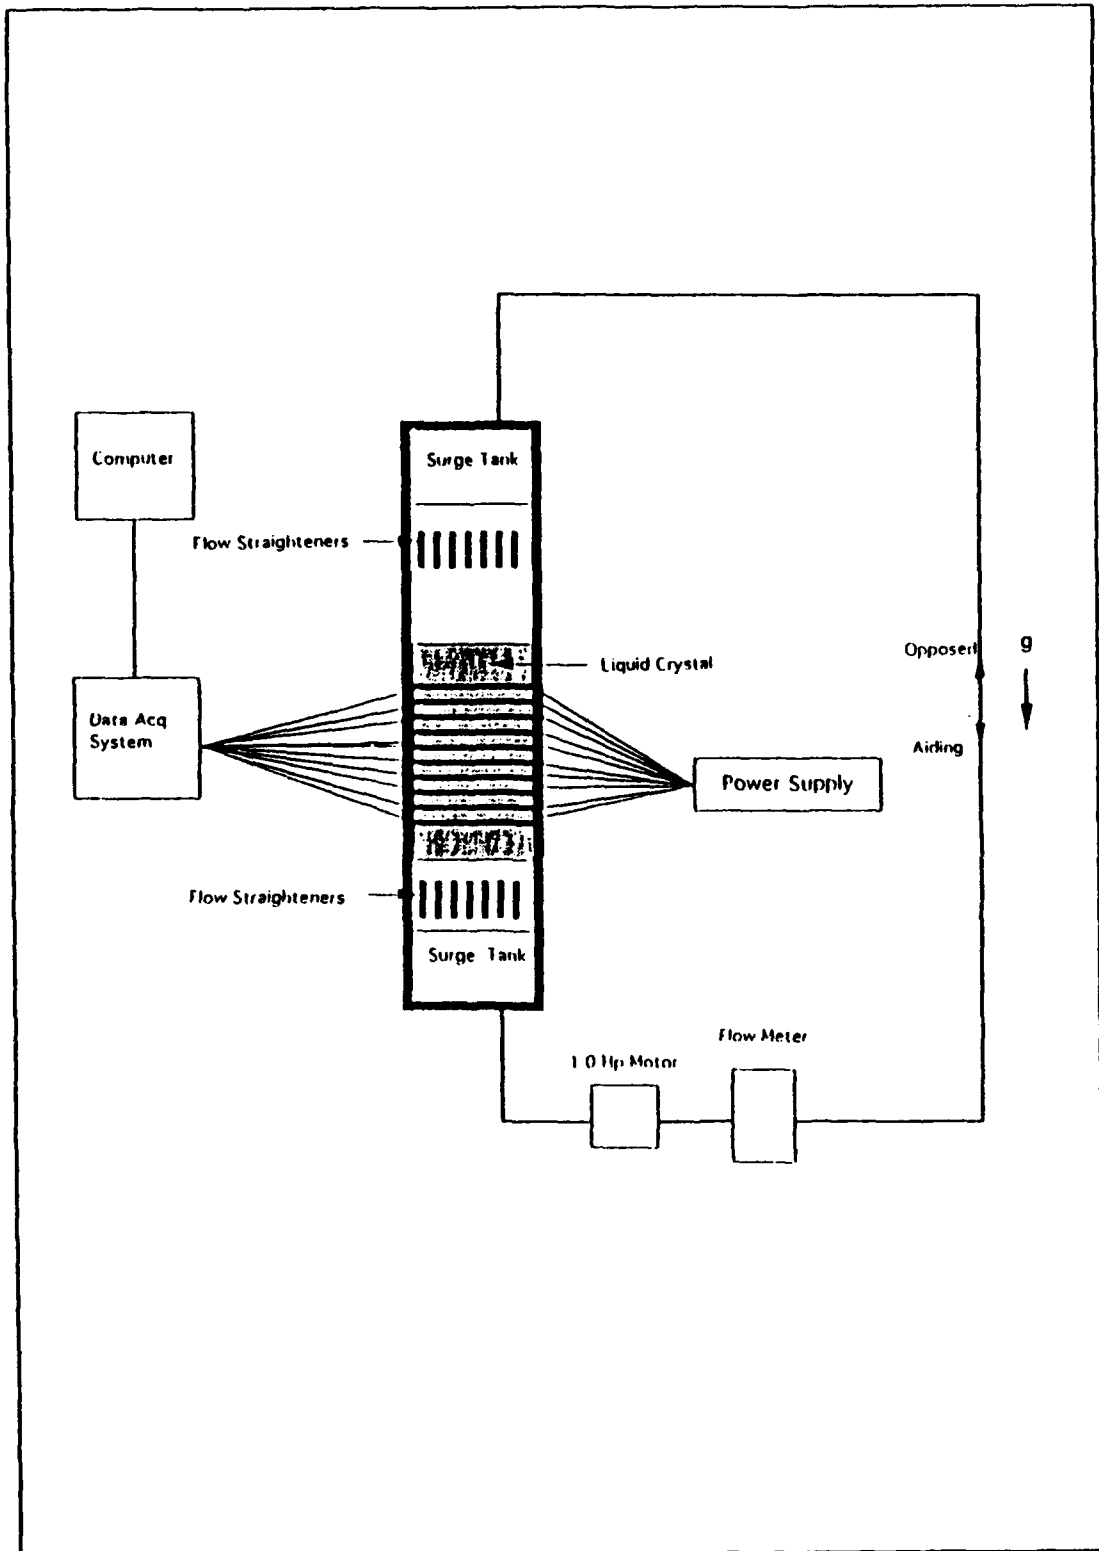 Surge Tank
Computer
Flow Straighteners
Liquid Crystal
Opposed
g
Data Acq
System
Aiding
Power Supply
Flow Straighteners
Surge Tank
Flow Meter
1.0 Hp Motor